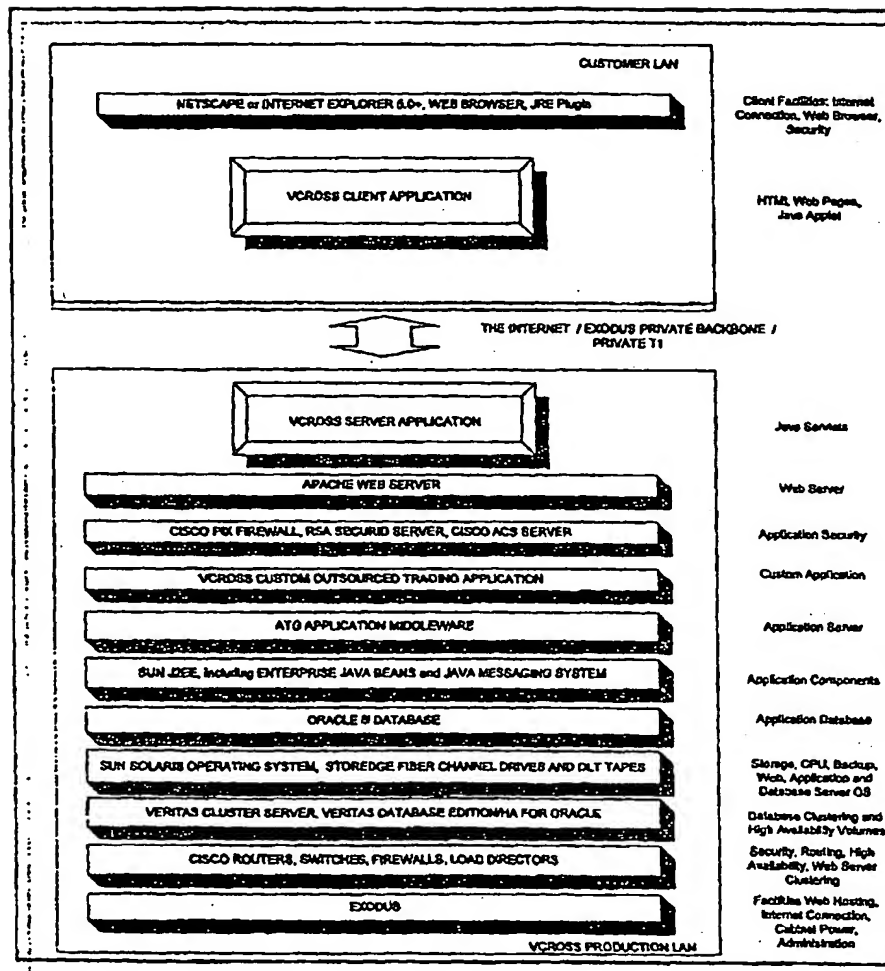 CUSTOMER LAN
NETSCAPE or INTERNET EXPLORER 5.0+, WEB BROWSER, JRE Plugin
Client Facilities: Internet
Connection, Web Browser,
Security
VCROSS CLIENT APPLICATION
HTML Web Pages,
Java Applet
THE INTERNET / EXODUS PRIVATE BACKBONE /
PRIVATE T1
VCROSS SERVER APPLICATION
Java Servlets
APACHE WEB SERVER
Web Server
CISCO PIX FIREWALL, RSA SECURID SERVER, CISCO ACS SERVER
Application Security
VCROSS CUSTOM OUTSOURCED TRADING APPLICATION
Custom Application
ATG APPLICATION MIDDLEWARE
Application Server
SUN J2EE, including ENTERPRISE JAVA BEANS and JAVA MESSAGING SYSTEM
Application Components
ORACLE 8i DATABASE
Application Database
SUN SOLARIS OPERATING SYSTEM, STOREDGE FIBER CHANNEL DRIVES AND DLT TAPES
Storage, CPU, Backup,
Web, Application and
Database Server OS
VERITAS CLUSTER SERVER, VERITAS DATABASE EDITION/HA FOR ORACLE
Database Clustering and
High Availability Volumes
CISCO ROUTERS, SWITCHES, FIREWALLS, LOAD DIRECTORS
Security, Routing, High
Availability, Web Server
Clustering
EXODUS
Facilities Web Hosting,
Internet Connection,
Cabinet Power,
Administration
VCROSS PRODUCTION LAN